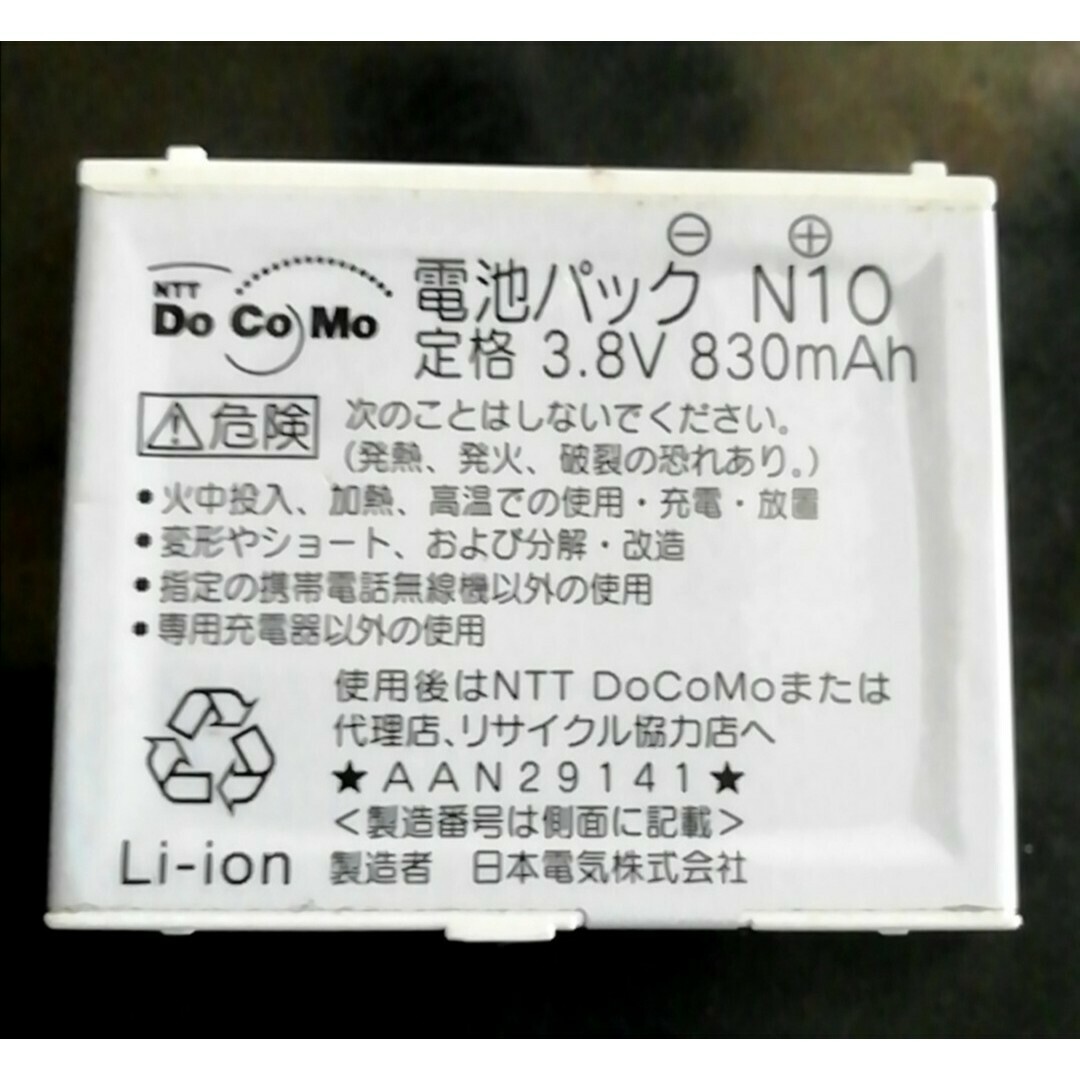 ⊖ ⊕
NTT
DoCoMo
電池パック N10
定格 3.8V 830mAh
⚠危険
次のことはしないでください。
(発熱、発火、破裂の恐れあり。)
・火中投入、加熱、高温での使用・充電・放置
・変形やショート、および分解・改造
・指定の携帯電話無線機以外の使用
・専用充電器以外の使用
使用後はNTT DoCoMoまたは
代理店、リサイクル協力店へ
★AAN29141★
<製造番号は側面に記載>
Li-ion
製造者 日本電気株式会社